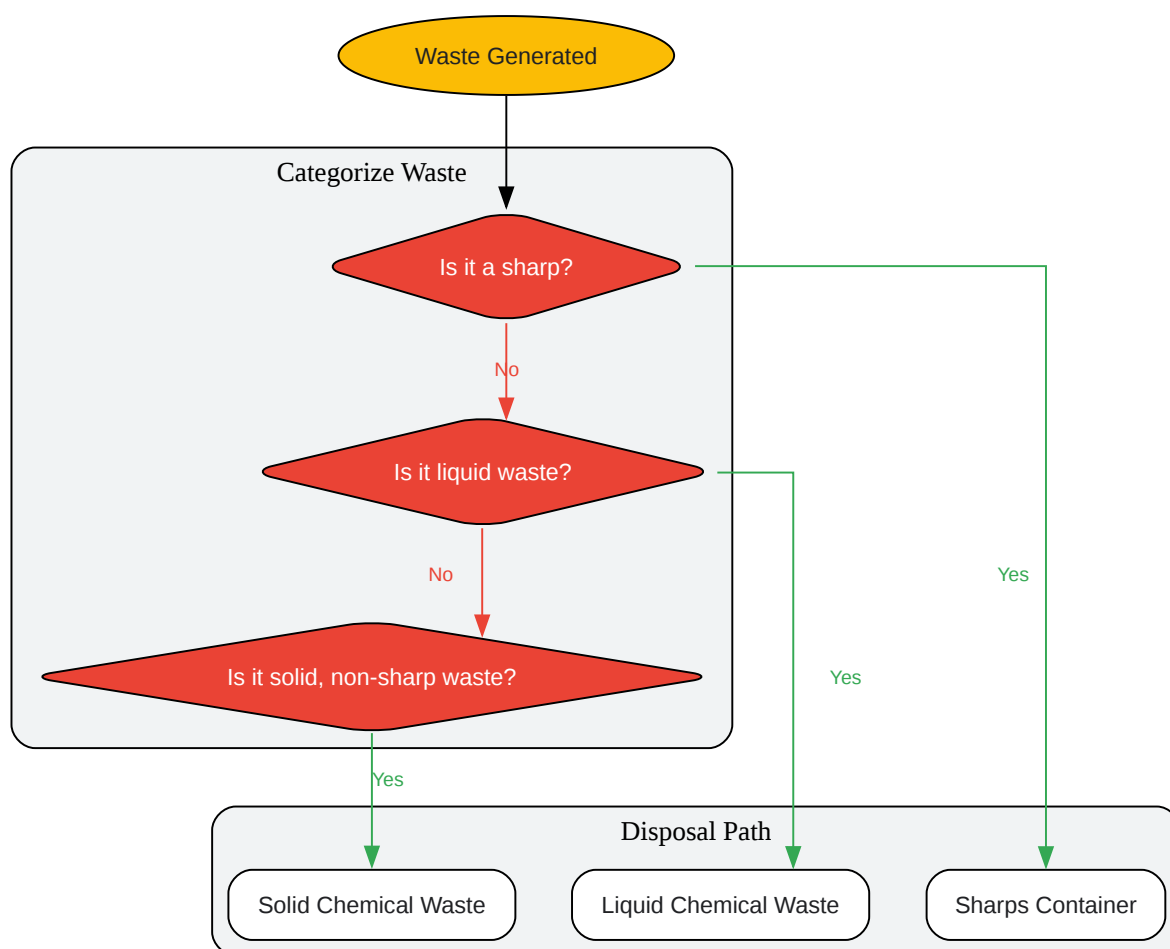 Waste Generated
Categorize Waste
Is it a sharp?
No
Is it liquid waste?
No
Yes
Is it solid, non-sharp waste?
Yes
Yes
Disposal Path
Solid Chemical Waste
Liquid Chemical Waste
Sharps Container